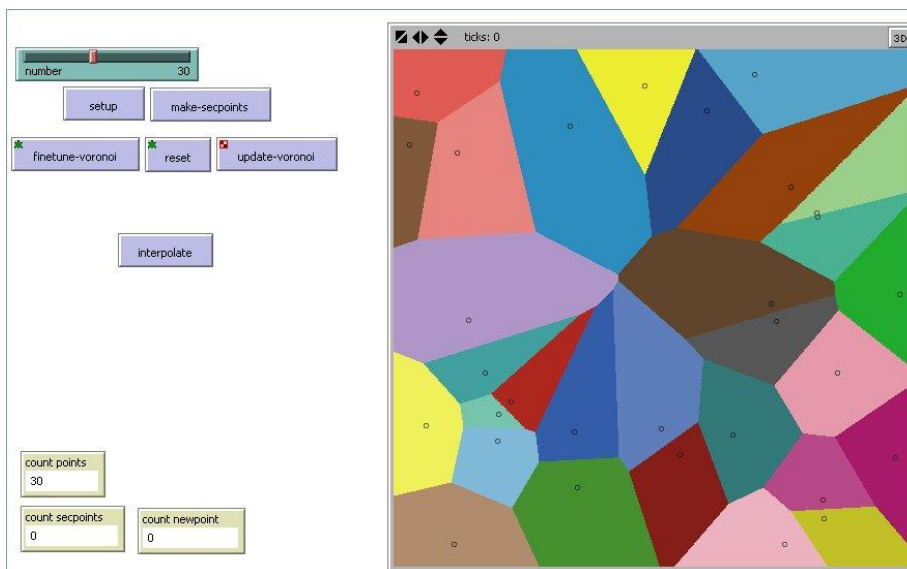 number 30
setup
make-secpoints
finetune-voronoi
reset
update-voronoi
interpolate
count points
30
count secpoints
0
count newpoint
0
ticks: 0
3D